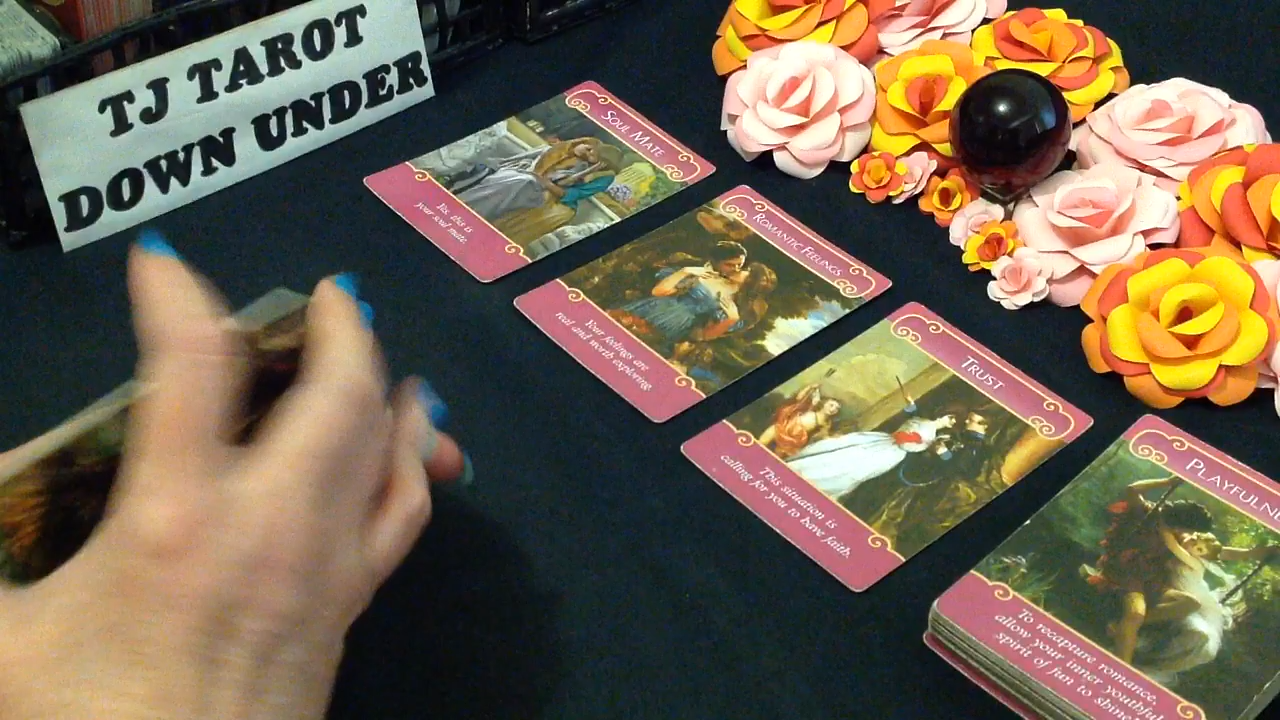 TJ TAROT
DOWN UNDER
SOUL MATE
Yes, this is
your soul mate.
ROMANTIC FEELINGS
Your feelings are
real and worth exploring.
TRUST
This situation is
calling for you to have faith.
PLAYFULNE
To recapture romance,
allow your inner youthful
spirit of fun to shine